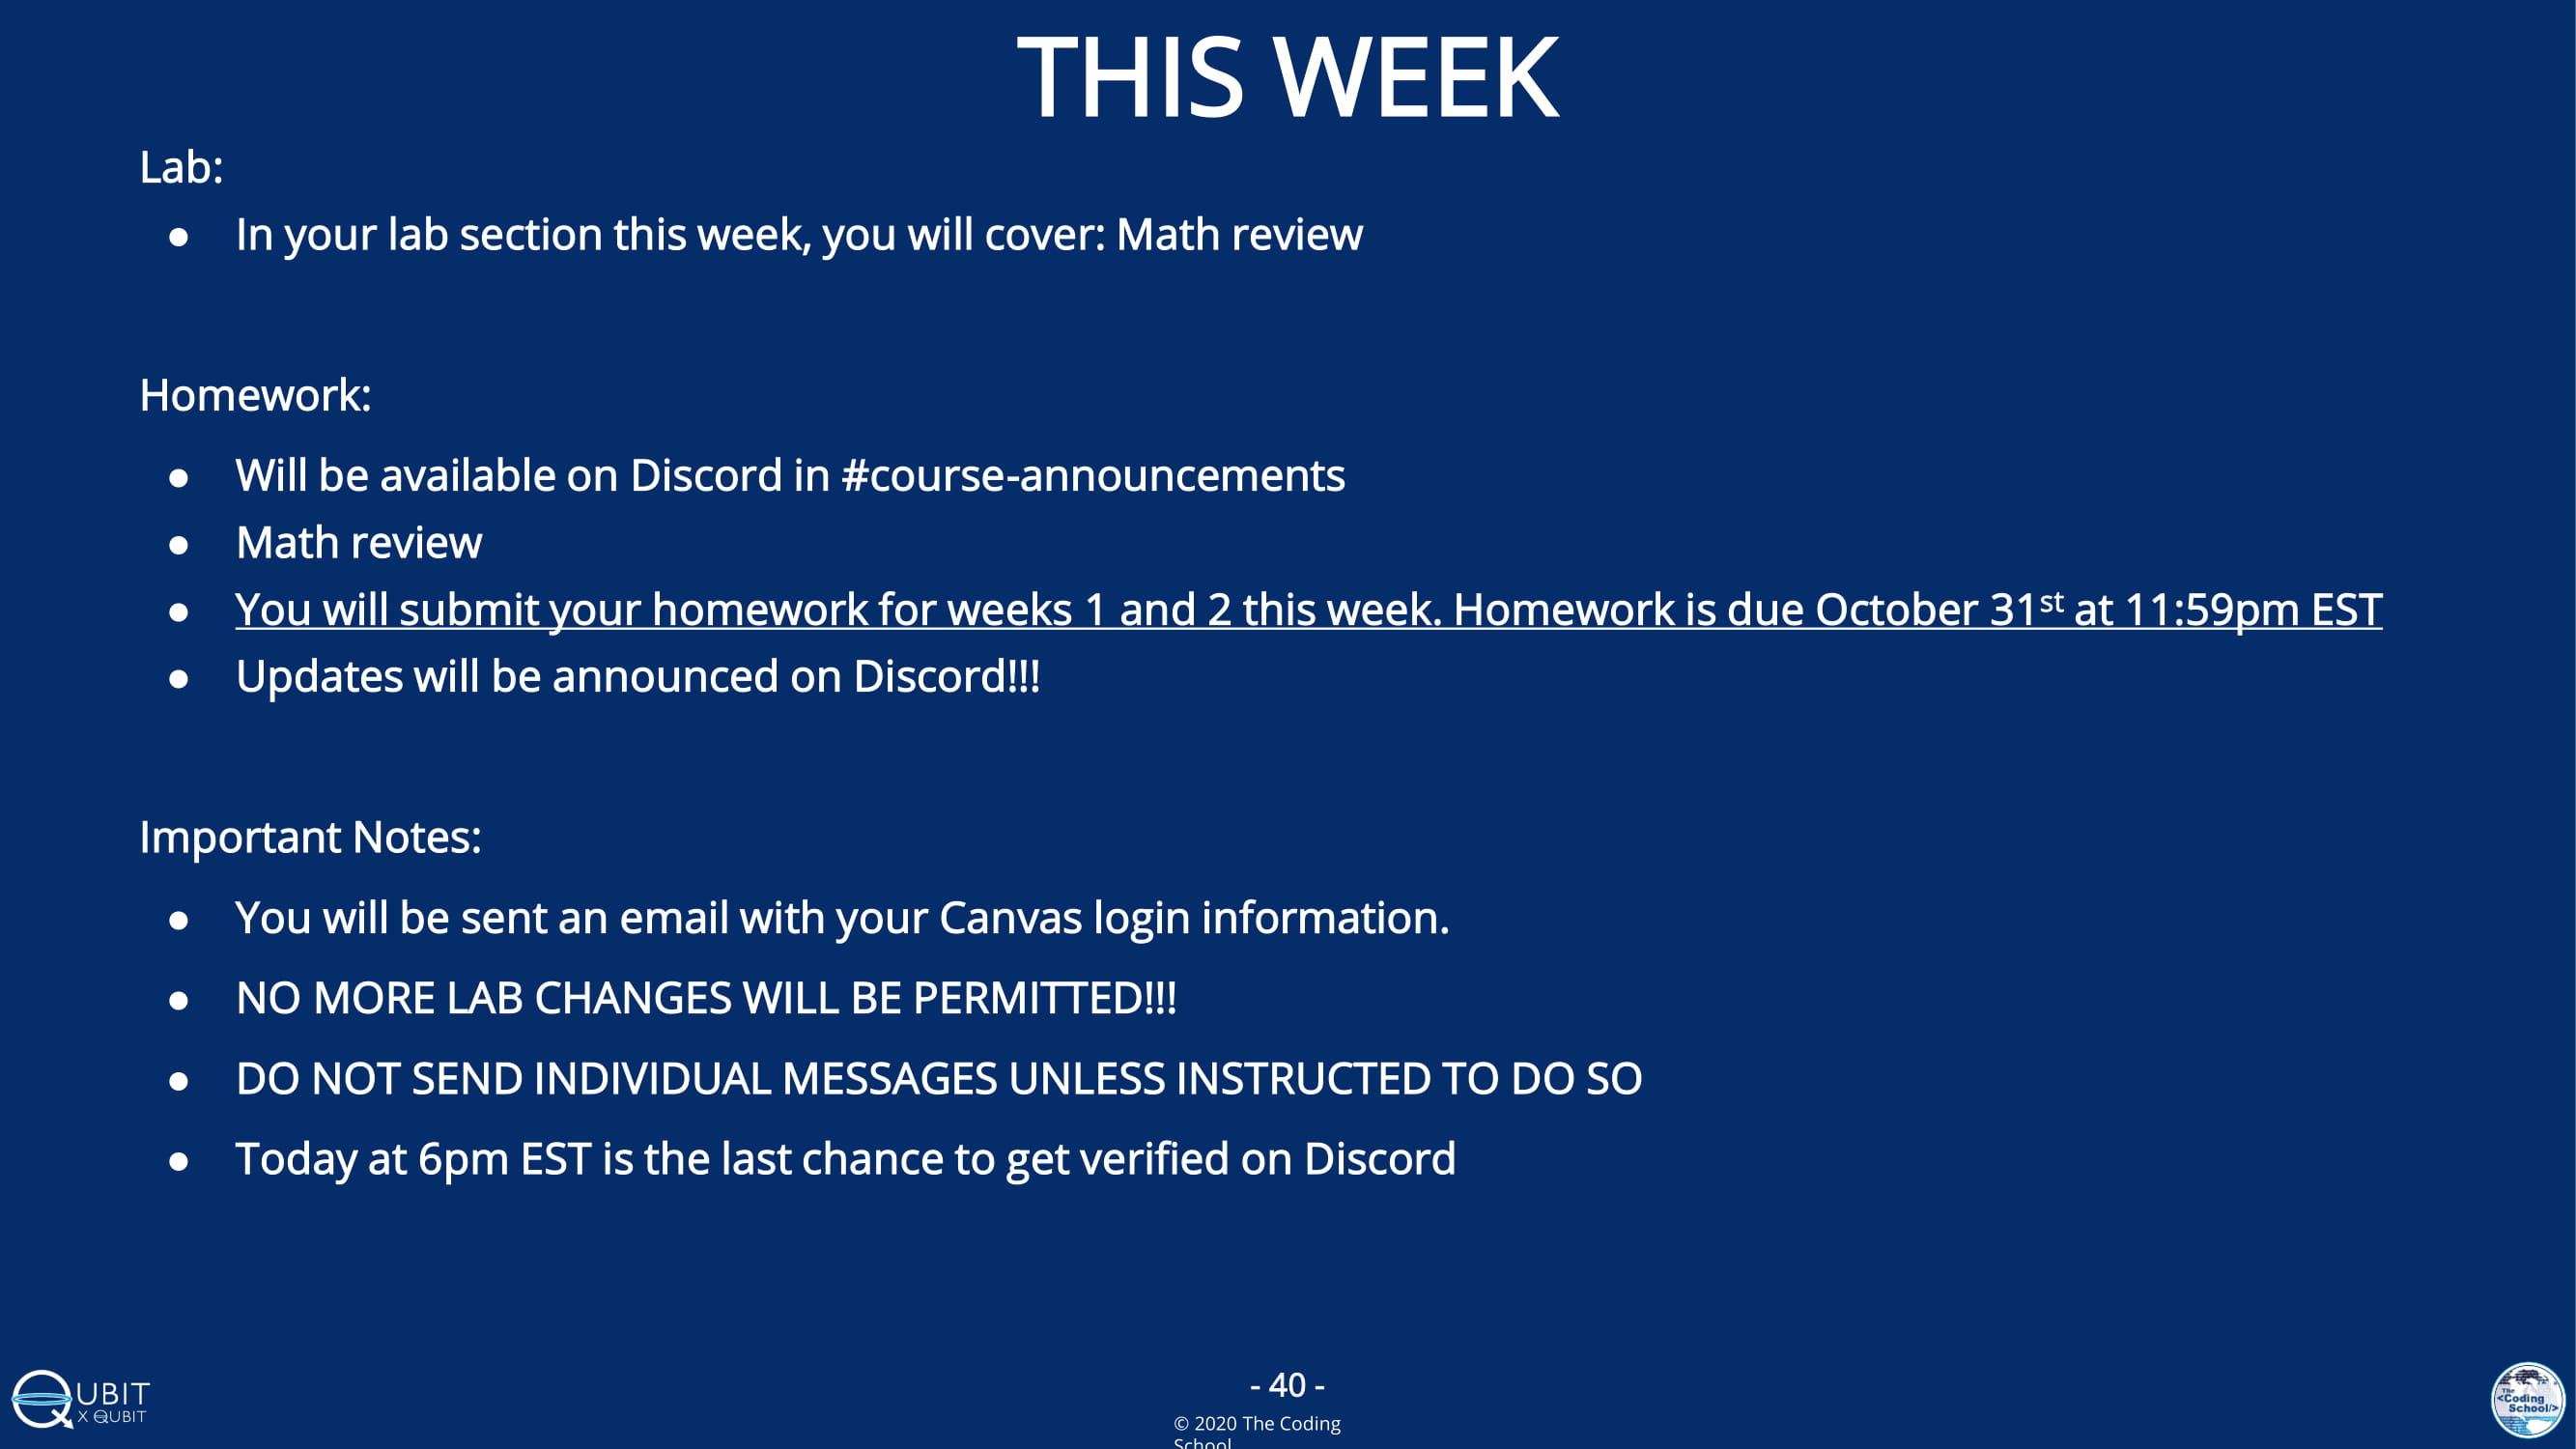 THIS WEEK
Lab:
● In your lab section this week, you will cover: Math review
Homework:
● Will be available on Discord in #course-announcements
● Math review
● You will submit your homework for weeks 1 and 2 this week. Homework is due October 31st at 11:59pm EST
● Updates will be announced on Discord!!!
Important Notes:
● You will be sent an email with your Canvas login information.
● NO MORE LAB CHANGES WILL BE PERMITTED!!!
● DO NOT SEND INDIVIDUAL MESSAGES UNLESS INSTRUCTED TO DO SO
● Today at 6pm EST is the last chance to get verified on Discord
QUBIT
X QUBIT
- 40 -
© 2020 The Coding
School
The
<Coding
School/>